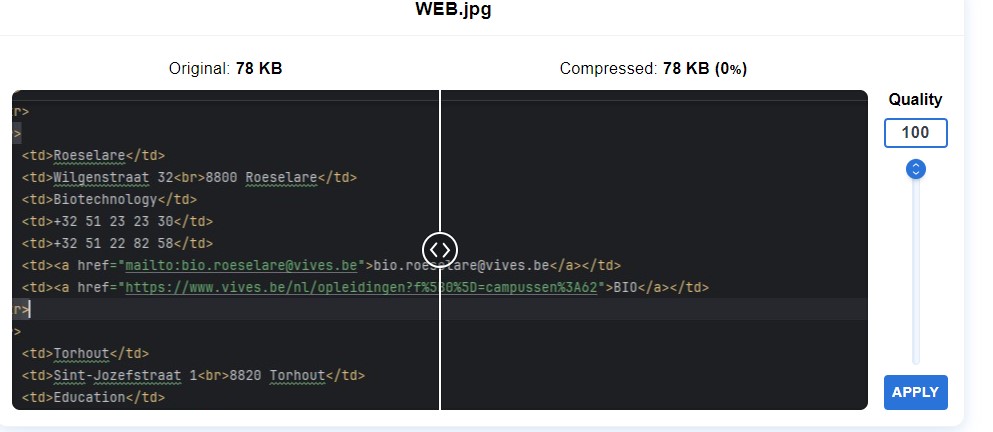 WEB.jpg
Original: 78 KB
Compressed: 78 KB (0%)
Quality
100
r>
>
<td>Roeselare</td>
<td>Wilgenstraat 32<br>8800 Roeselare</td>
<td>Biotechnology</td>
<td>+32 51 23 23 30</td>
<td>+32 51 22 82 58</td>
<td><a href="mailto:bio.roeselare@vives.be">bio.roeselare@vives.be</a></td>
<td><a href="https://www.vives.be/nl/opleidingen?f%5B0%5D=campussen%3A62">BIO</a></td>
r>
>
<td>Torhout</td>
<td>Sint-Jozefstraat 1<br>8820 Torhout</td>
<td>Education</td>
APPLY